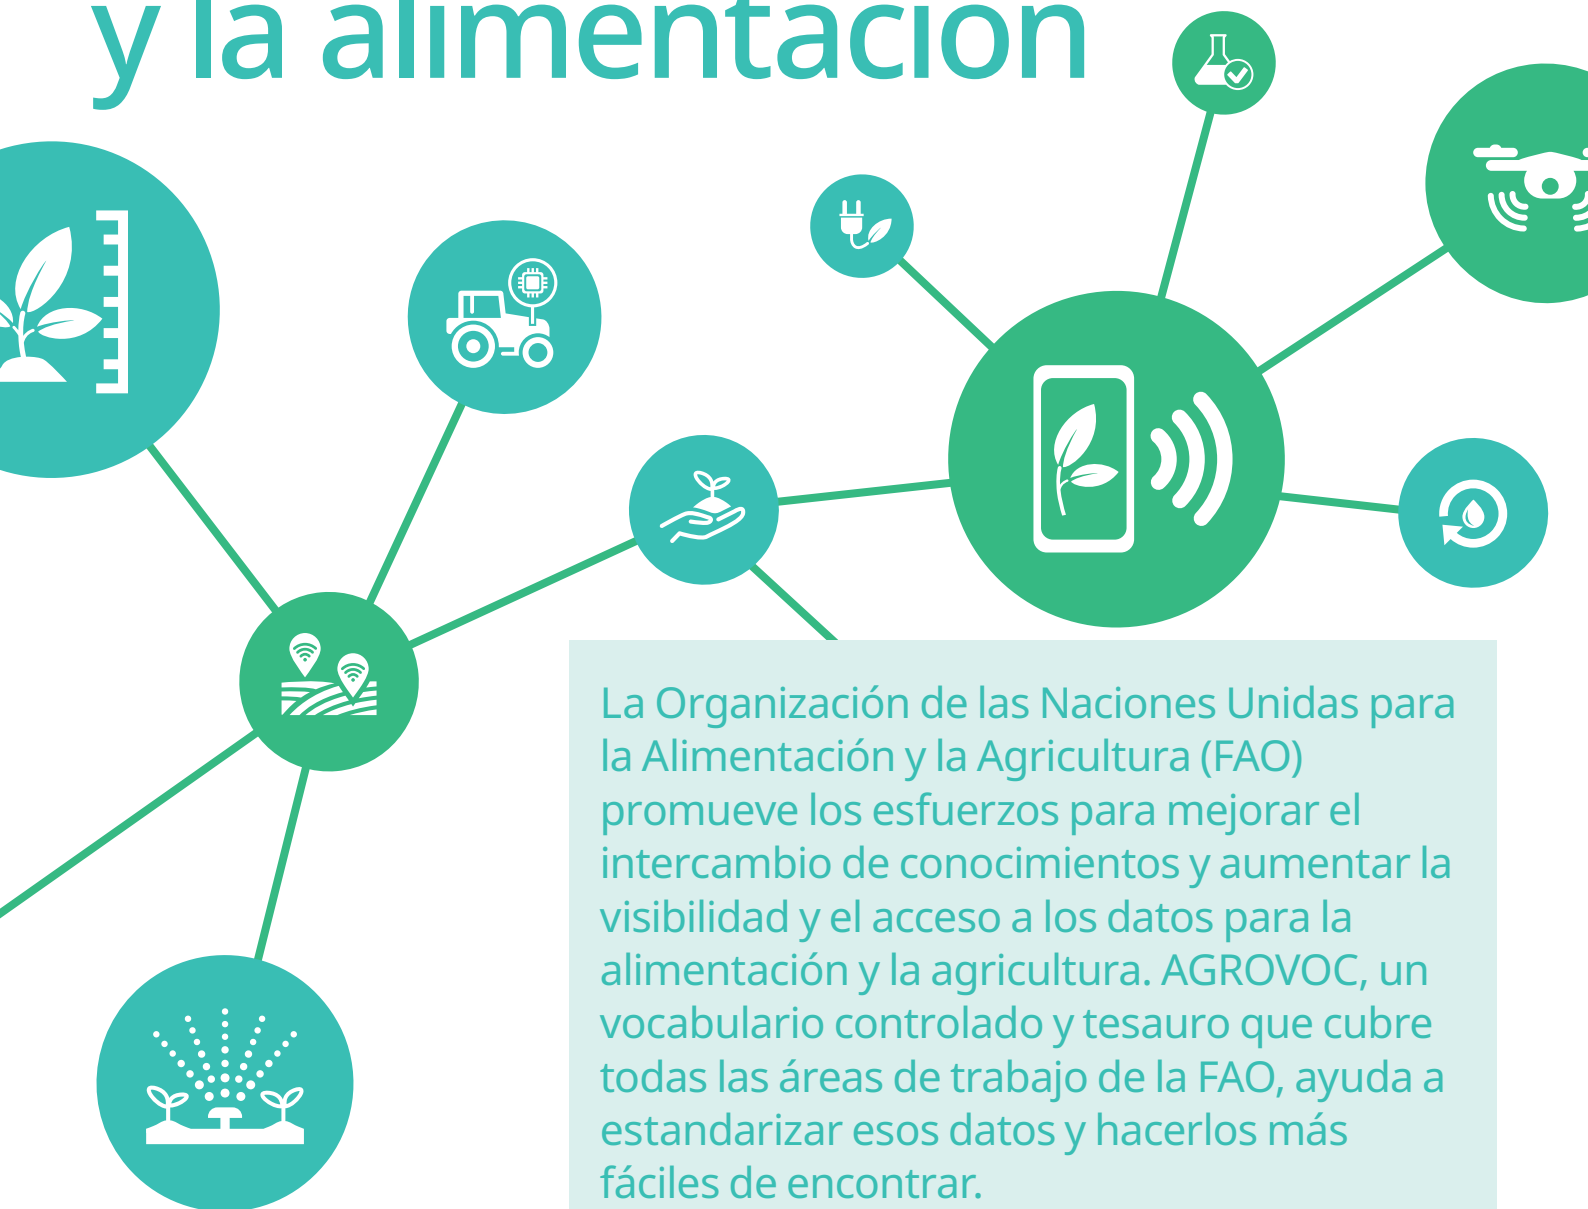 y la alimentación
La Organización de las Naciones Unidas para
la Alimentación y la Agricultura (FAO)
promueve los esfuerzos para mejorar el
intercambio de conocimientos y aumentar la
visibilidad y el acceso a los datos para la
alimentación y la agricultura. AGROVOC, un
vocabulario controlado y tesauro que cubre
todas las áreas de trabajo de la FAO, ayuda a
estandarizar esos datos y hacerlos más
fáciles de encontrar.